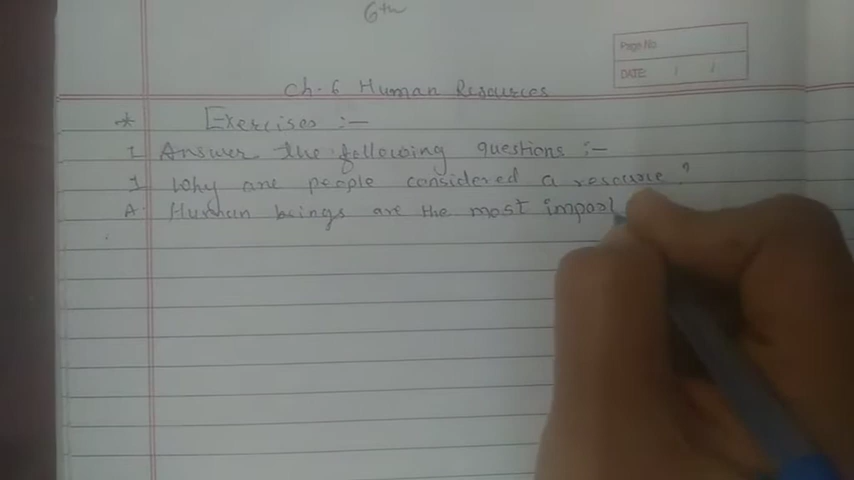 6th
Page No.
DATE: / /
Ch. 6 Human Resources
* Exercises :-
I Answer the following questions :-
1 Why are people considered a resource?
A. Human beings are the most impor